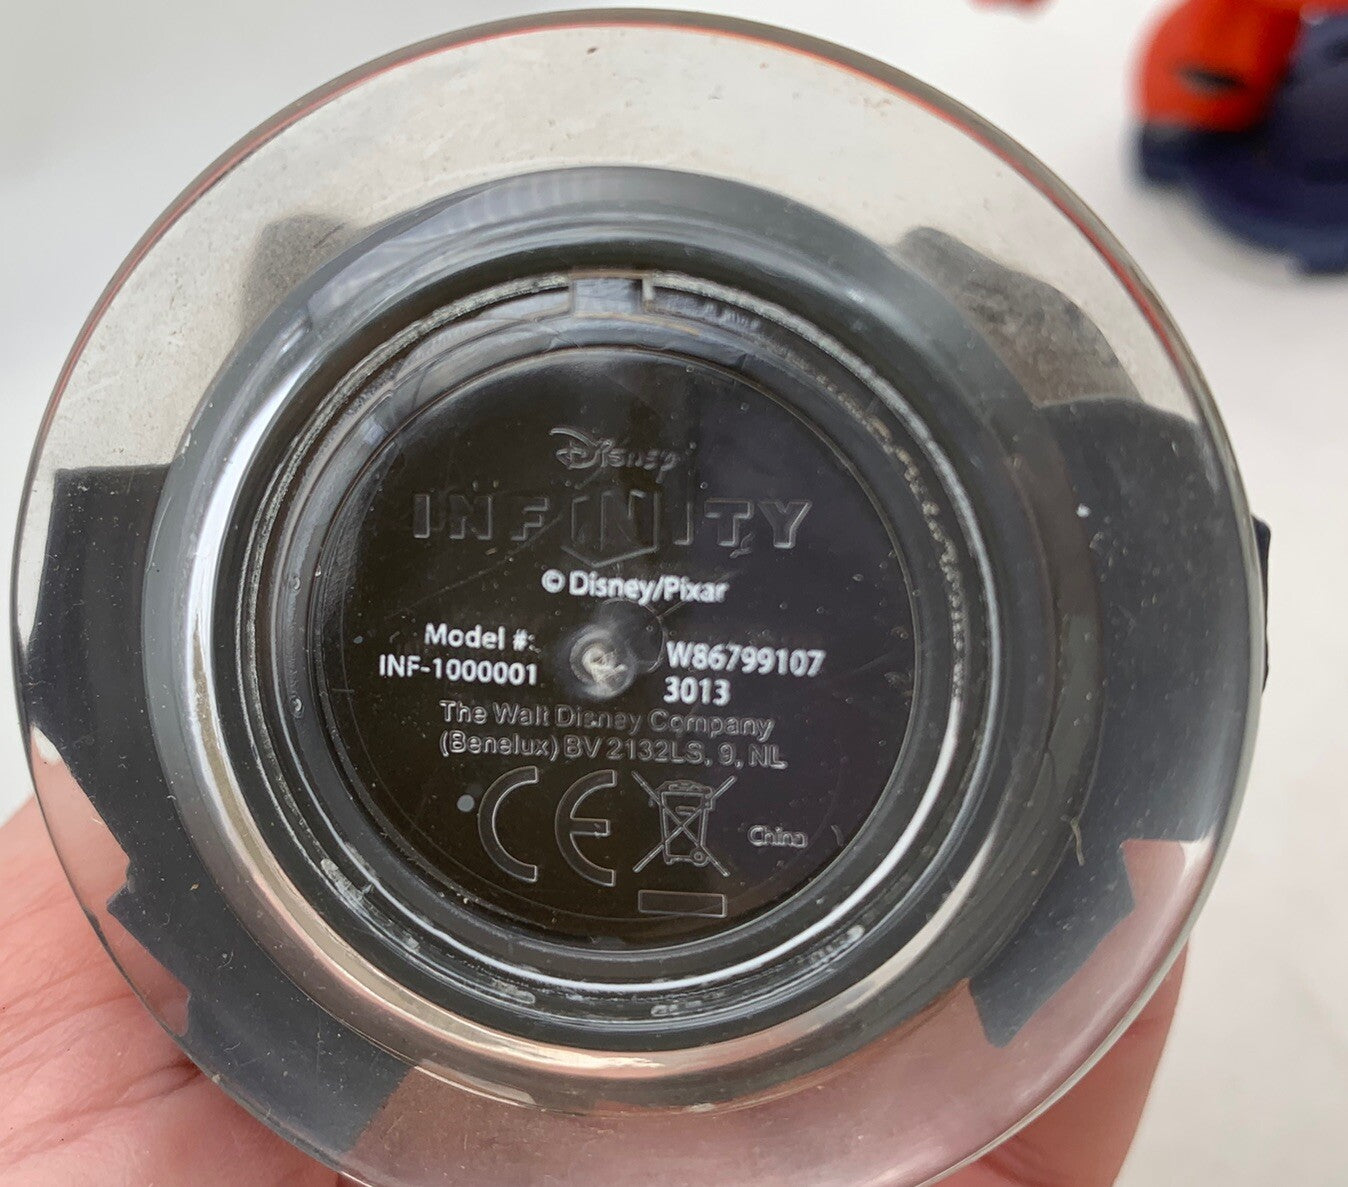 Disney
INFINITY
© Disney/Pixar
Model #:
INF-1000001
W86799107
3013
The Walt Disney Company
(Benelux) BV 2132LS, 9, NL
CE
China